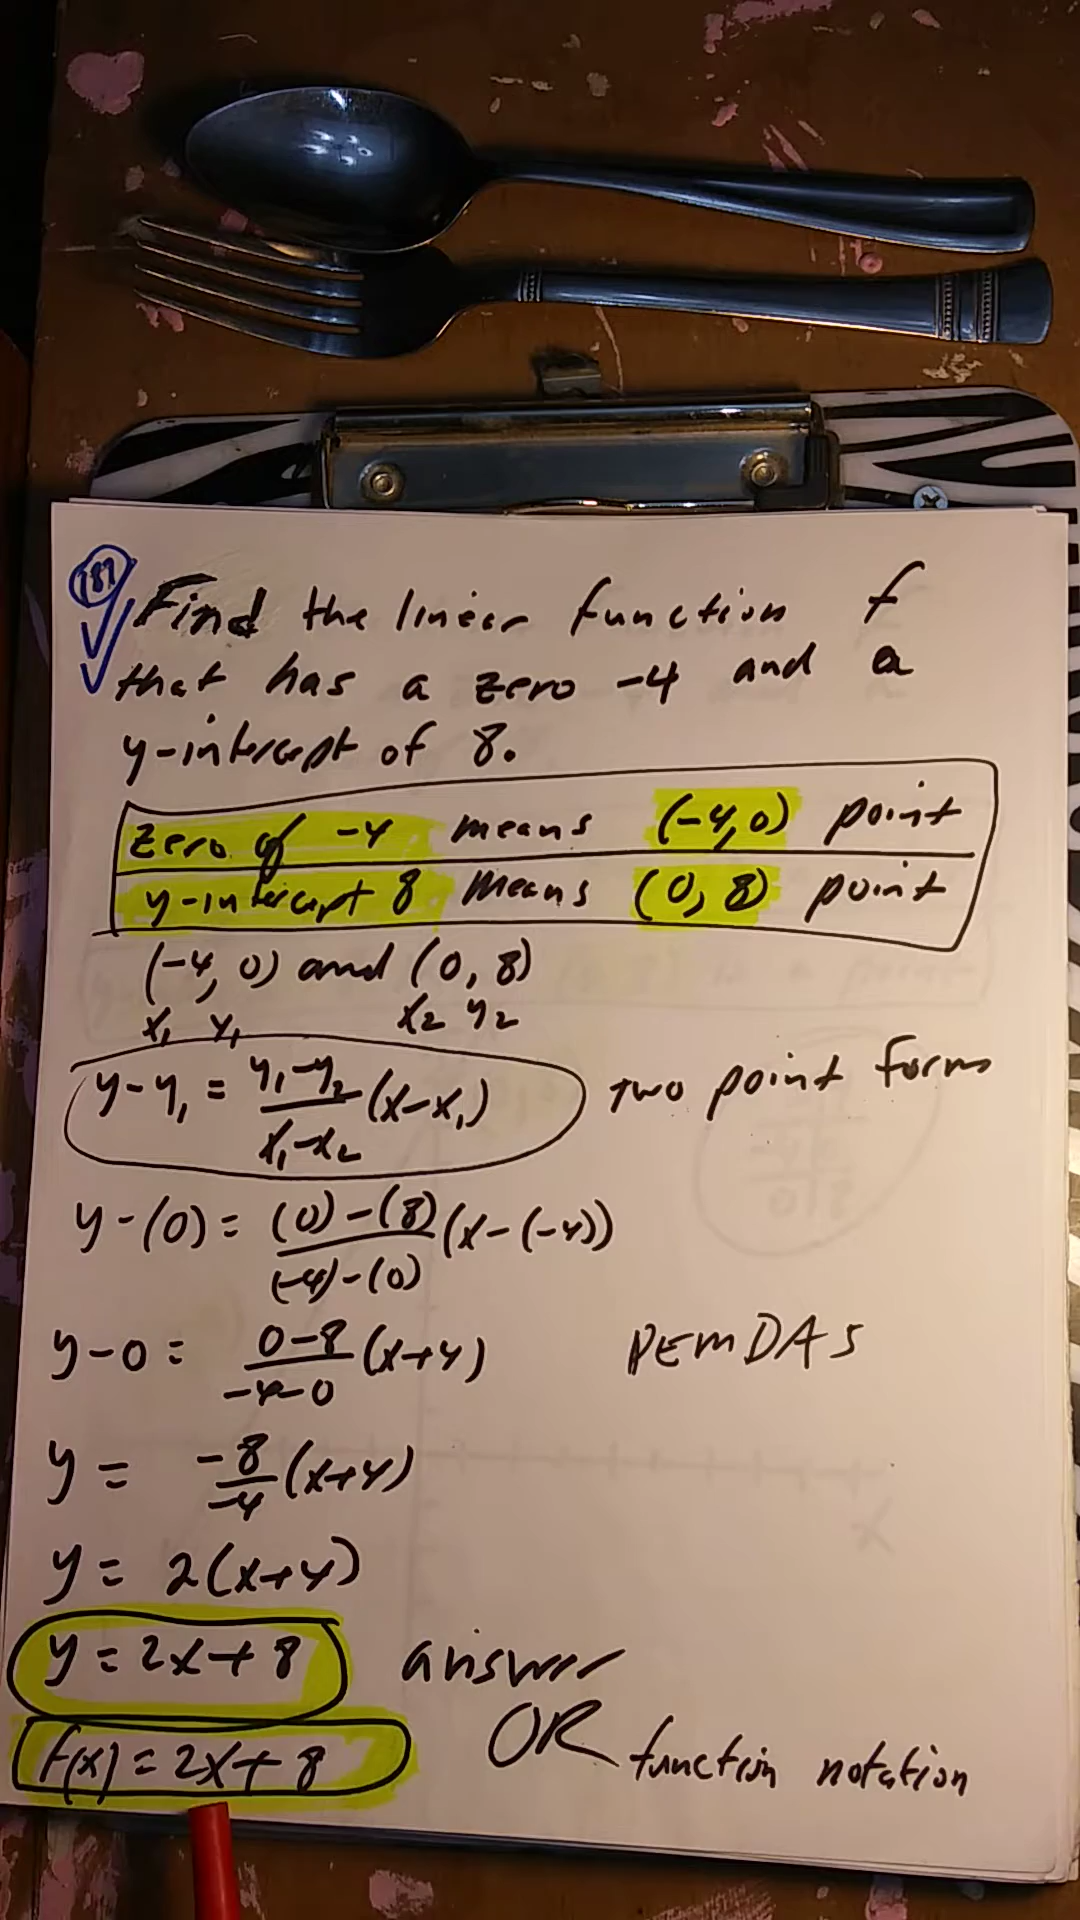 187
Find the linear function f
that has a zero -4 and a
y-intercept of 8.
zero of -4 means (-4,0) point
y-intercept 8 means (0, 8) point
(-4, 0) and (0, 8)
x₁ y₁ x₂ y₂
y-y₁ = (y₁-y₂)/(x₁-x₂) (x-x₁) two point form
y-(0) = ((0)-(8))/((-4)-(0)) (x-(-4))
y-0 = (0-8)/(-4-0) (x+4) PEMDAS
y = -8/-4 (x+4)
y = 2(x+4)
y = 2x+8 answer
f(x) = 2x+8 OR function notation